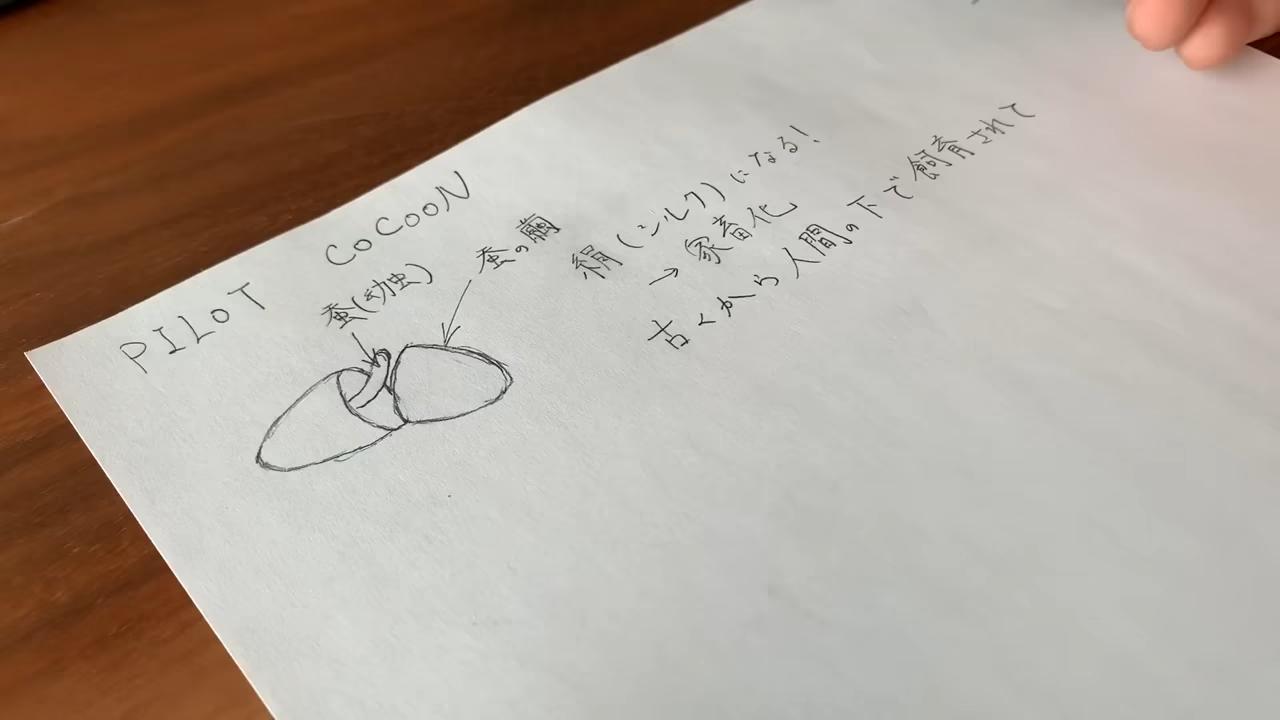 PILOT COCOON
蚕(幼虫)
蚕の繭
絹(シルク)になる!
→ 家畜化
古くから人間の下で飼育されて